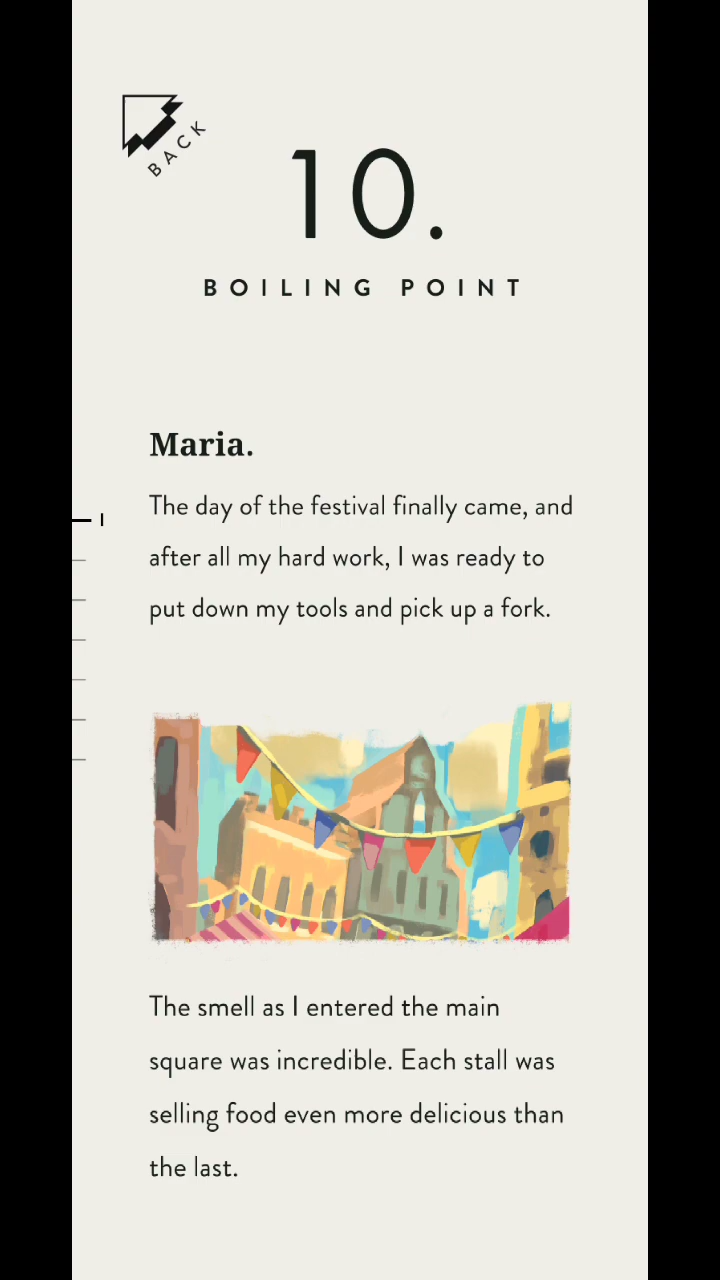 BACK
10.
BOILING POINT
Maria.
The day of the festival finally came, and
after all my hard work, I was ready to
put down my tools and pick up a fork.
I
The smell as I entered the main
square was incredible. Each stall was
selling food even more delicious than
the last.